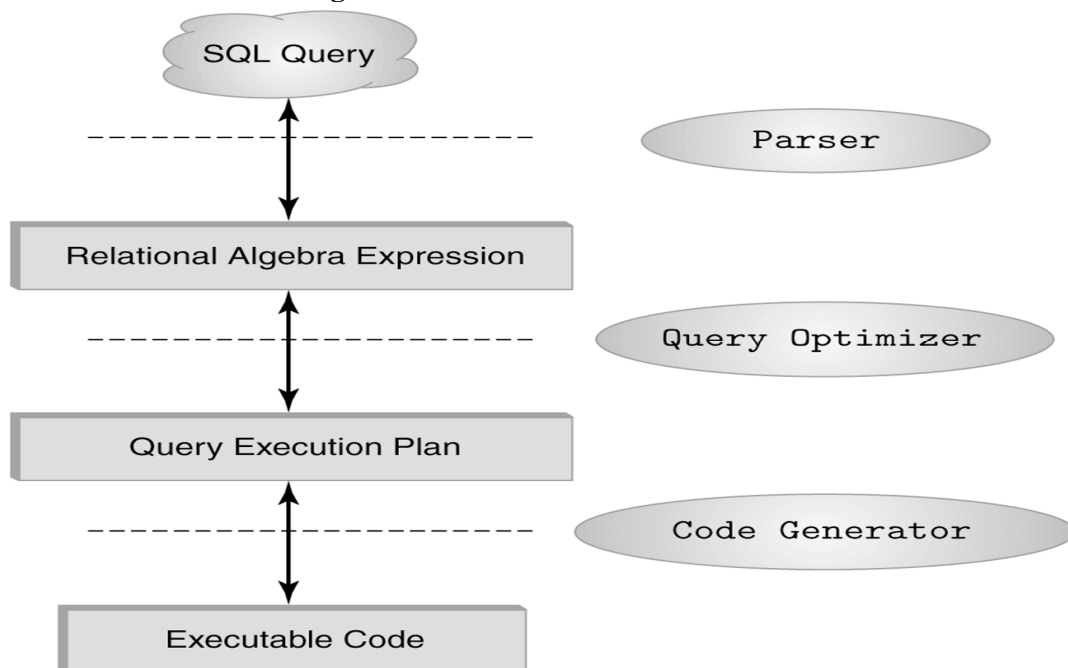 SQL Query
Parser
Relational Algebra Expression
Query Optimizer
Query Execution Plan
Code Generator
Executable Code